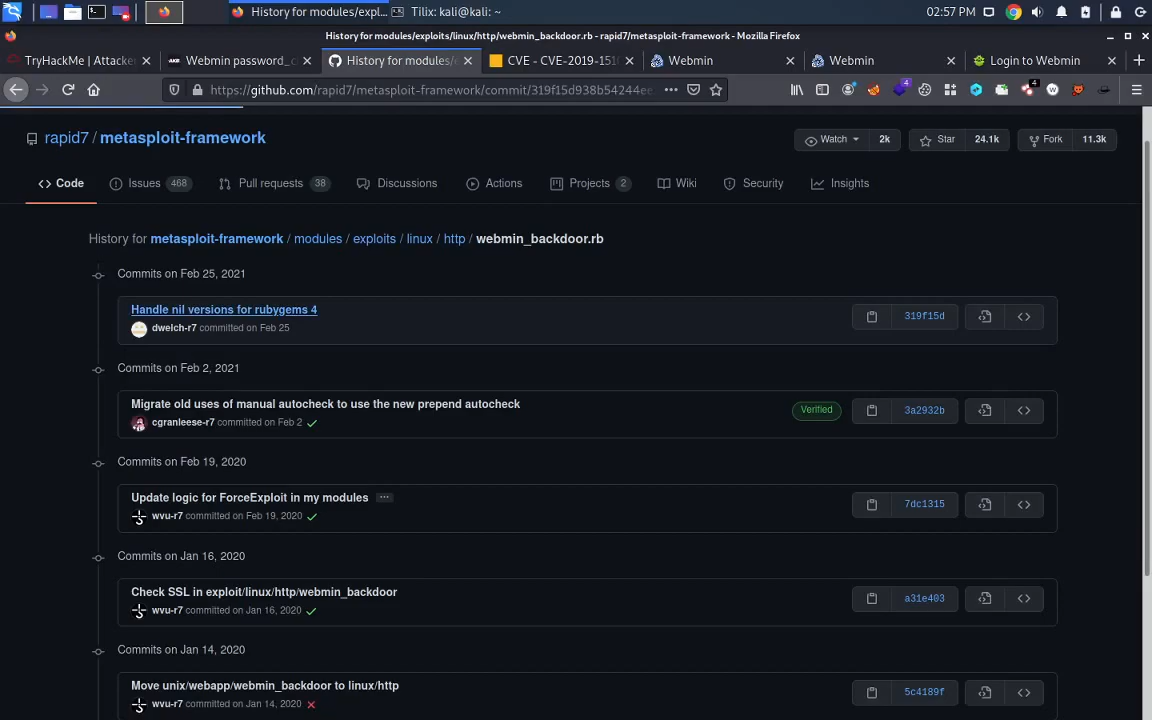 History for modules/expl...
Tilix: kali@kali: ~
02:57 PM
History for modules/exploits/linux/http/webmin_backdoor.rb - rapid7/metasploit-framework - Mozilla Firefox
TryHackMe | Attacke
Webmin password_c
History for modules/e
CVE - CVE-2019-151
Webmin
Webmin
Login to Webmin
https://github.com/rapid7/metasploit-framework/commit/319f15d938b54244ee
4
4
rapid7 / metasploit-framework
Watch 2k
Star 24.1k
Fork 11.3k
Code
Issues 468
Pull requests 38
Discussions
Actions
Projects 2
Wiki
Security
Insights
History for metasploit-framework / modules / exploits / linux / http / webmin_backdoor.rb
Commits on Feb 25, 2021
Handle nil versions for rubygems 4
dwelch-r7 committed on Feb 25
319f15d
Commits on Feb 2, 2021
Migrate old uses of manual autocheck to use the new prepend autocheck
cgranleese-r7 committed on Feb 2
Verified
3a2932b
Commits on Feb 19, 2020
Update logic for ForceExploit in my modules ...
wvu-r7 committed on Feb 19, 2020
7dc1315
Commits on Jan 16, 2020
Check SSL in exploit/linux/http/webmin_backdoor
wvu-r7 committed on Jan 16, 2020
a31e403
Commits on Jan 14, 2020
Move unix/webapp/webmin_backdoor to linux/http
wvu-r7 committed on Jan 14, 2020
5c4189f